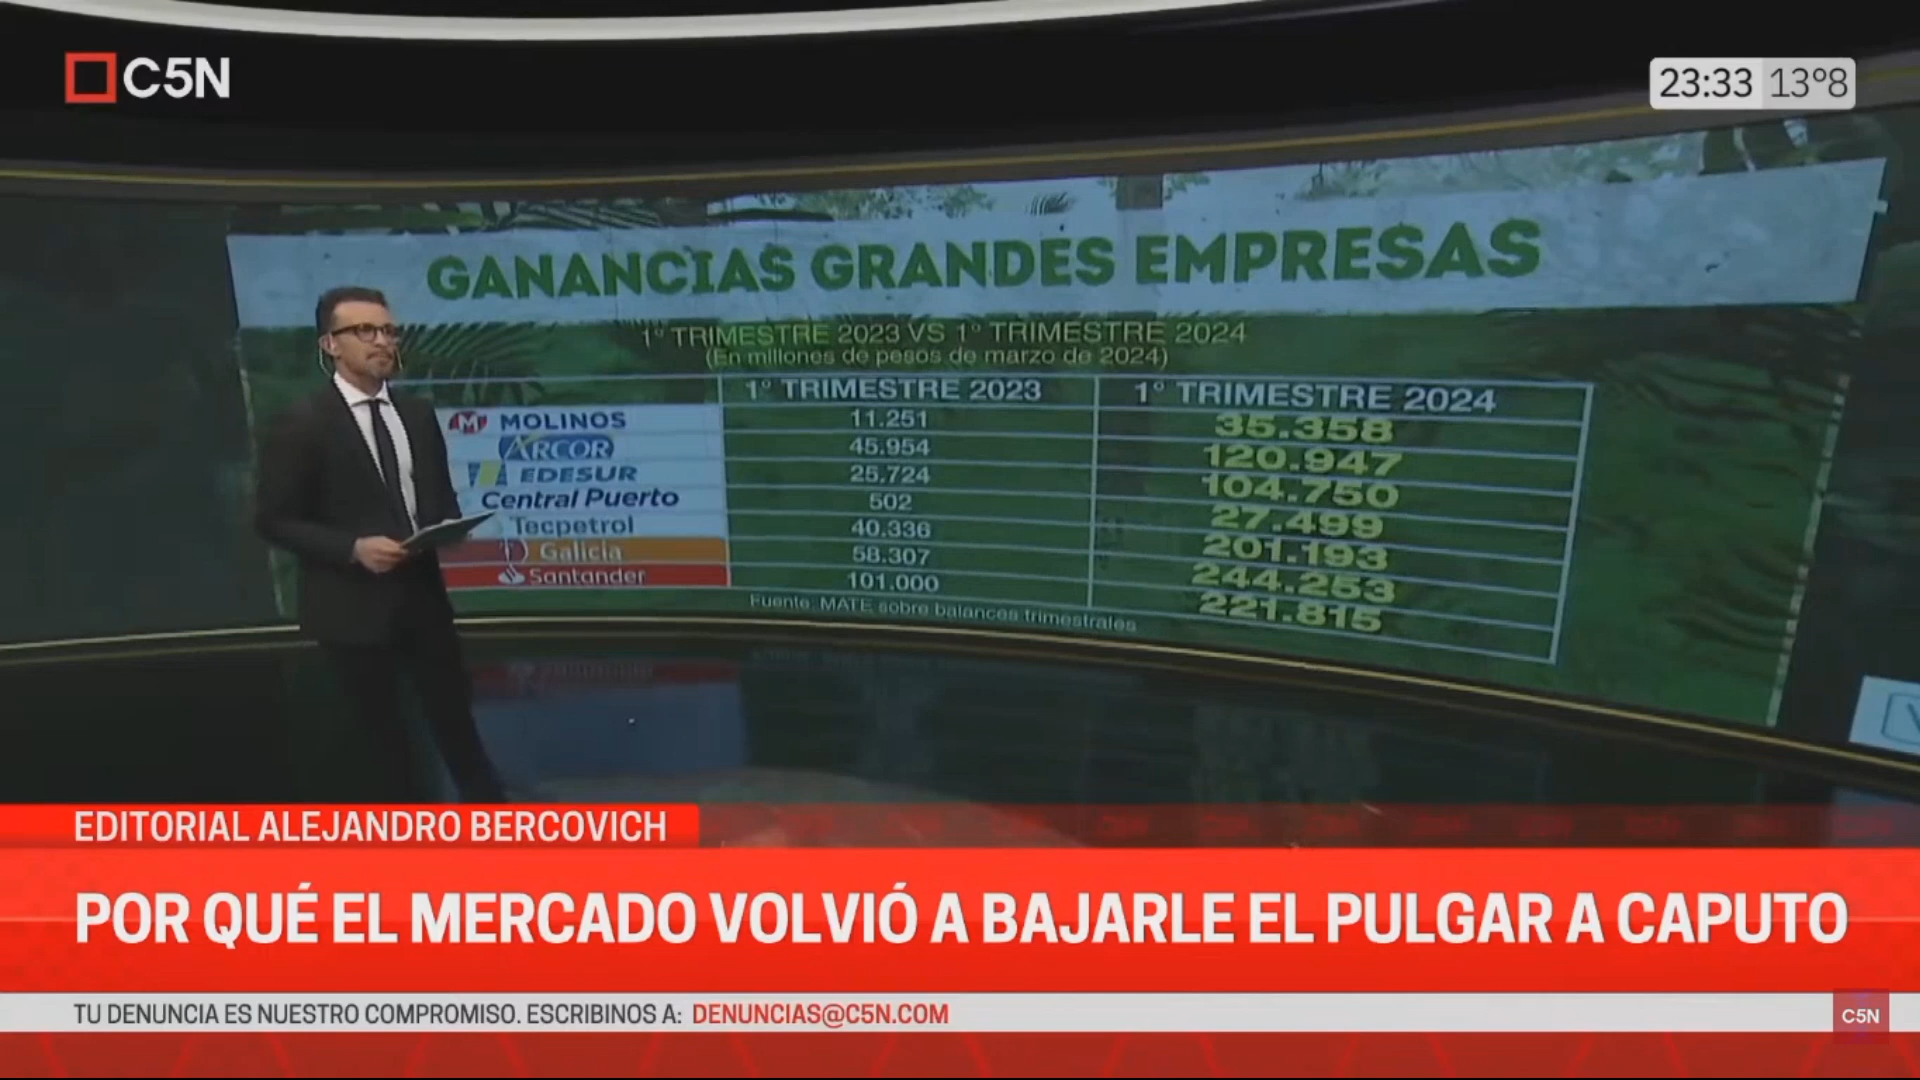 C5N
23:33 13°8
GANANCIAS GRANDES EMPRESAS
1º TRIMESTRE 2023 VS 1º TRIMESTRE 2024
(En millones de pesos de marzo de 2024)
1º TRIMESTRE 2023 1º TRIMESTRE 2024
MOLINOS 11.251 35.358
ARCOR 45.954 120.947
EDESUR 25.724 104.750
Central Puerto 502 27.499
Tecpetrol 40.336 201.193
Galicia 58.307 244.253
Santander 101.000 221.815
Fuente: MATE sobre balances trimestrales
EDITORIAL ALEJANDRO BERCOVICH
POR QUÉ EL MERCADO VOLVIÓ A BAJARLE EL PULGAR A CAPUTO
TU DENUNCIA ES NUESTRO COMPROMISO. ESCRIBINOS A: DENUNCIAS@C5N.COM
C5N